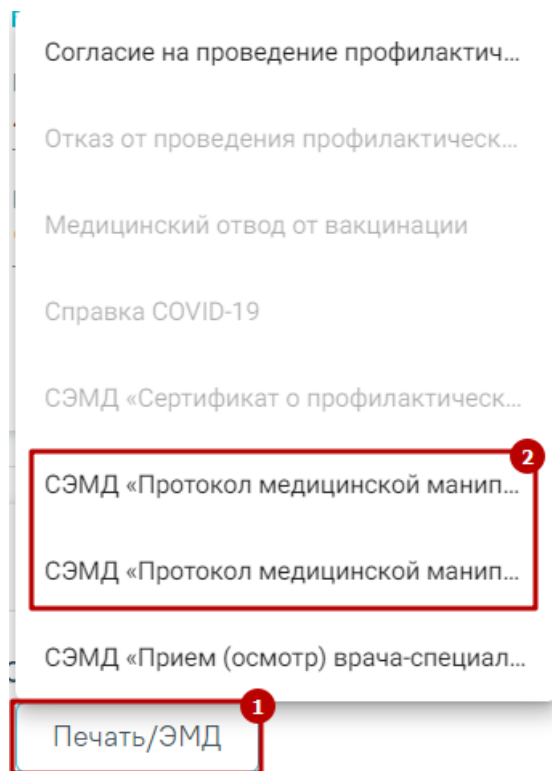 Согласие на проведение профилактич...
Отказ от проведения профилактическ...
Медицинский отвод от вакцинации
Справка COVID-19
СЭМД «Сертификат о профилактическ...
2
СЭМД «Протокол медицинской манип...
СЭМД «Протокол медицинской манип...
СЭМД «Прием (осмотр) врача-специал...
1
Печать/ЭМД